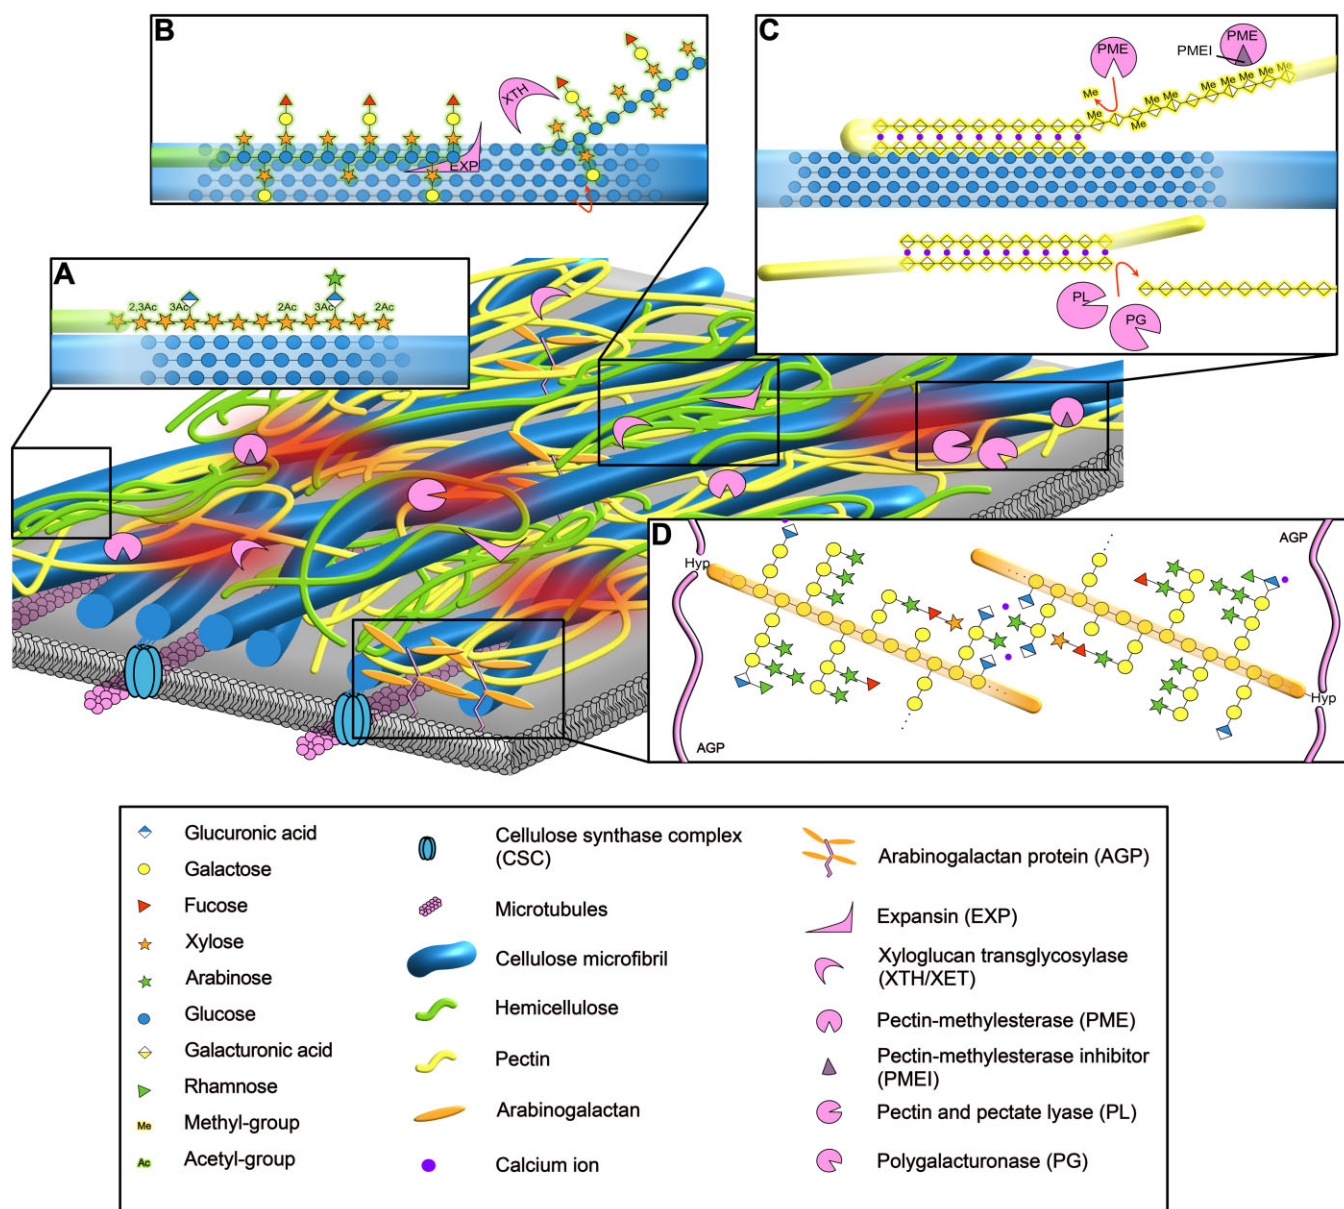 B
XTH
EXP
C
PME
PME
PMEI
Me
Me
Me
Me
Me
Me
Me
Me
Me
Me
PL
PG
A
2,3Ac
3Ac
2Ac
3Ac
2Ac
D
AGP
Hyp
Hyp
AGP
Glucuronic acid
Galactose
Fucose
Xylose
Arabinose
Glucose
Galacturonic acid
Rhamnose
Me Methyl-group
Ac Acetyl-group
Cellulose synthase complex
(CSC)
Microtubules
Cellulose microfibril
Hemicellulose
Pectin
Arabinogalactan
Calcium ion
Arabinogalactan protein (AGP)
Expansin (EXP)
Xyloglucan transglycosylase
(XTH/XET)
Pectin-methylesterase (PME)
Pectin-methylesterase inhibitor
(PMEI)
Pectin and pectate lyase (PL)
Polygalacturonase (PG)